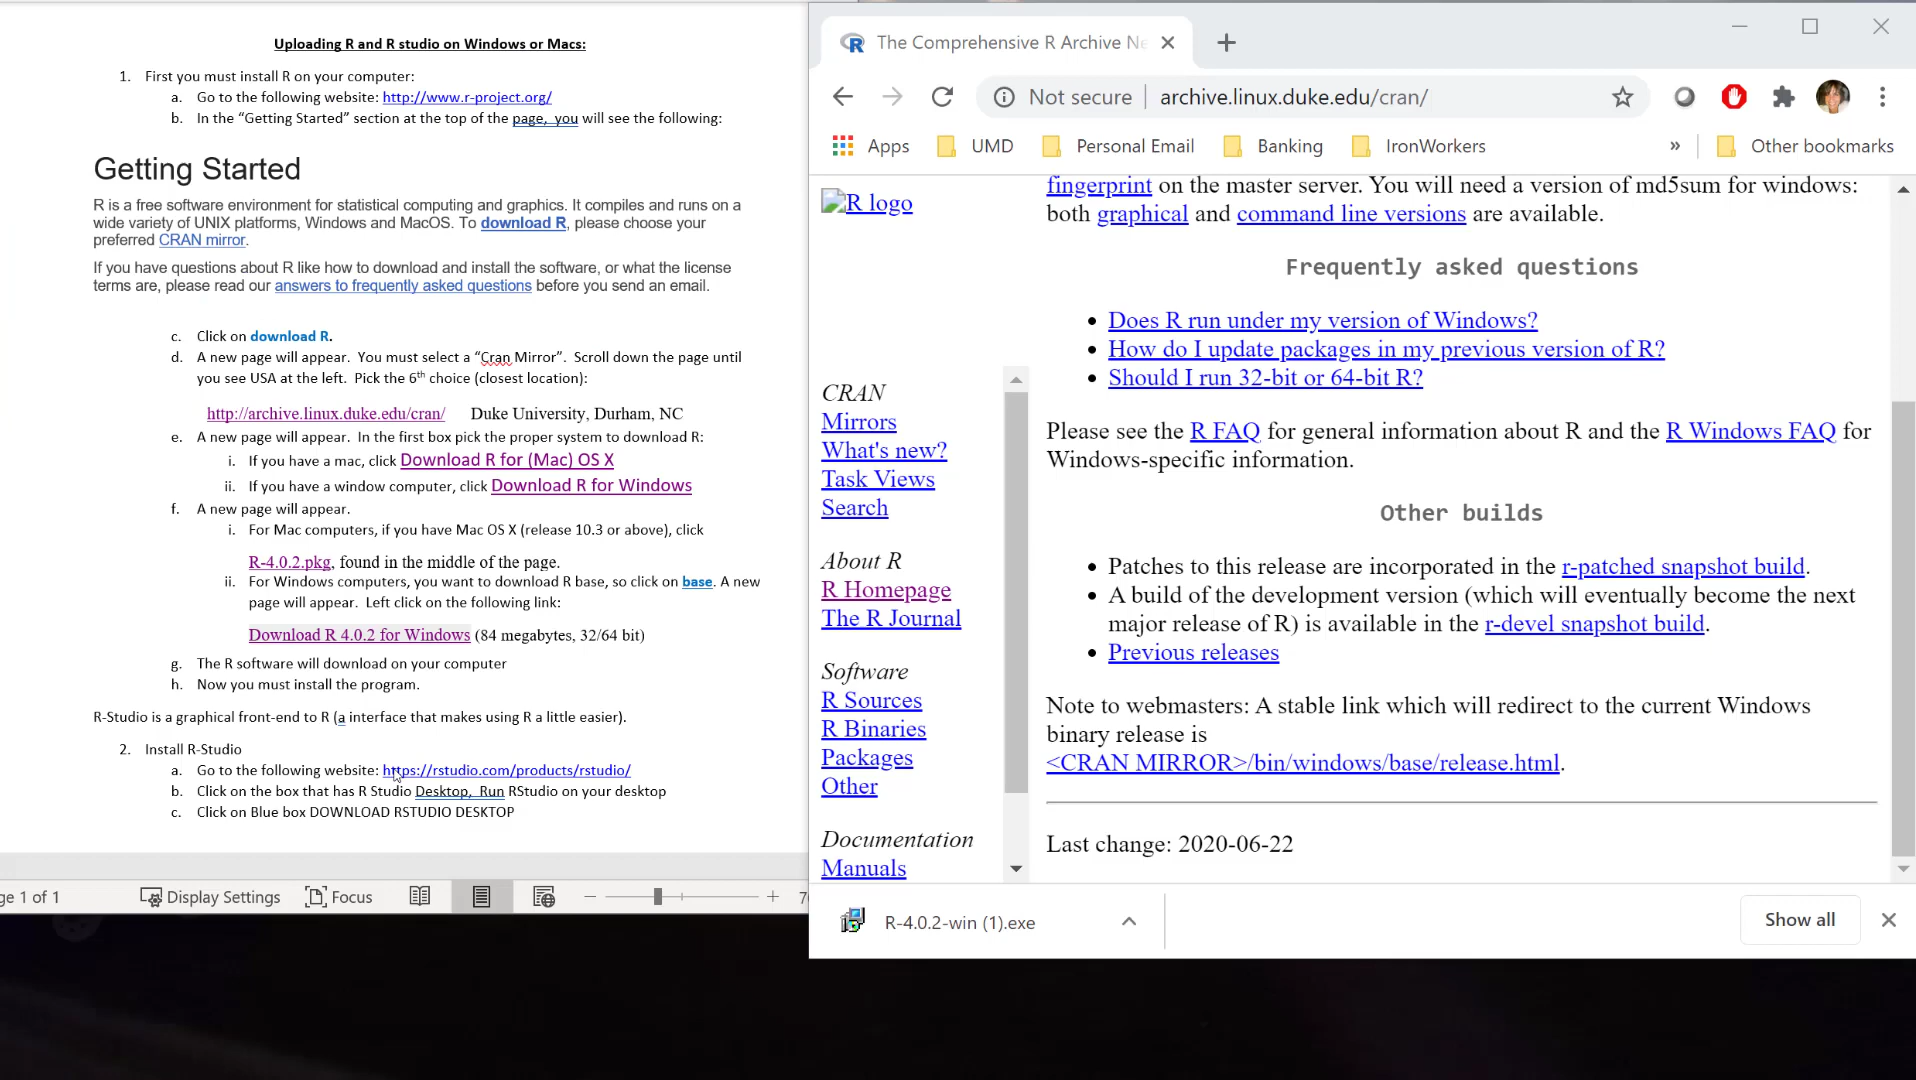 Uploading R and R studio on Windows or Macs:
1. First you must install R on your computer:
a. Go to the following website: http://www.r-project.org/
b. In the “Getting Started” section at the top of the page, you will see the following:
Getting Started
R is a free software environment for statistical computing and graphics. It compiles and runs on a
wide variety of UNIX platforms, Windows and MacOS. To download R, please choose your
preferred CRAN mirror.
If you have questions about R like how to download and install the software, or what the license
terms are, please read our answers to frequently asked questions before you send an email.
c. Click on download R.
d. A new page will appear. You must select a “Cran Mirror”. Scroll down the page until
you see USA at the left. Pick the 6th choice (closest location):
http://archive.linux.duke.edu/cran/ Duke University, Durham, NC
e. A new page will appear. In the first box pick the proper system to download R:
i. If you have a mac, click Download R for (Mac) OS X
ii. If you have a window computer, click Download R for Windows
f. A new page will appear.
i. For Mac computers, if you have Mac OS X (release 10.3 or above), click
R-4.0.2.pkg, found in the middle of the page.
ii. For Windows computers, you want to download R base, so click on base. A new
page will appear. Left click on the following link:
Download R 4.0.2 for Windows (84 megabytes, 32/64 bit)
g. The R software will download on your computer
h. Now you must install the program.
R-Studio is a graphical front-end to R (a interface that makes using R a little easier).
2. Install R-Studio
a. Go to the following website: https://rstudio.com/products/rstudio/
b. Click on the box that has R Studio Desktop, Run RStudio on your desktop
c. Click on Blue box DOWNLOAD RSTUDIO DESKTOP
ge 1 of 1 Display Settings Focus
The Comprehensive R Archive Ne
Not secure archive.linux.duke.edu/cran/
Apps UMD Personal Email Banking IronWorkers » Other bookmarks
R logo
CRAN
Mirrors
What's new?
Task Views
Search
About R
R Homepage
The R Journal
Software
R Sources
R Binaries
Packages
Other
Documentation
Manuals
fingerprint on the master server. You will need a version of md5sum for windows:
both graphical and command line versions are available.
Frequently asked questions
• Does R run under my version of Windows?
• How do I update packages in my previous version of R?
• Should I run 32-bit or 64-bit R?
Please see the R FAQ for general information about R and the R Windows FAQ for
Windows-specific information.
Other builds
• Patches to this release are incorporated in the r-patched snapshot build.
• A build of the development version (which will eventually become the next
major release of R) is available in the r-devel snapshot build.
• Previous releases
Note to webmasters: A stable link which will redirect to the current Windows
binary release is
<CRAN MIRROR>/bin/windows/base/release.html.
Last change: 2020-06-22
R-4.0.2-win (1).exe
Show all